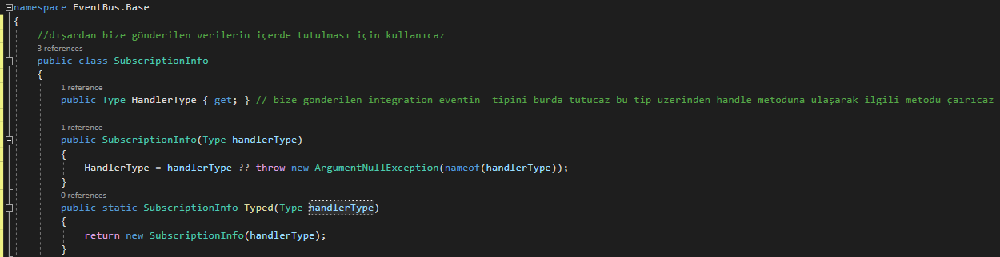 namespace EventBus.Base
{
//dışardan bize gönderilen verilerin içerde tutulması için kullanıcaz
3 references
public class SubscriptionInfo
{
1 reference
public Type HandlerType { get; } // bize gönderilen integration eventin  tipini burda tutucaz bu tip üzerinden handle metoduna ulaşarak ilgili metodu çaırıcaz
1 reference
public SubscriptionInfo(Type handlerType)
{
HandlerType = handlerType ?? throw new ArgumentNullException(nameof(handlerType));
}
0 references
public static SubscriptionInfo Typed(Type handlerType)
{
return new SubscriptionInfo(handlerType);
}